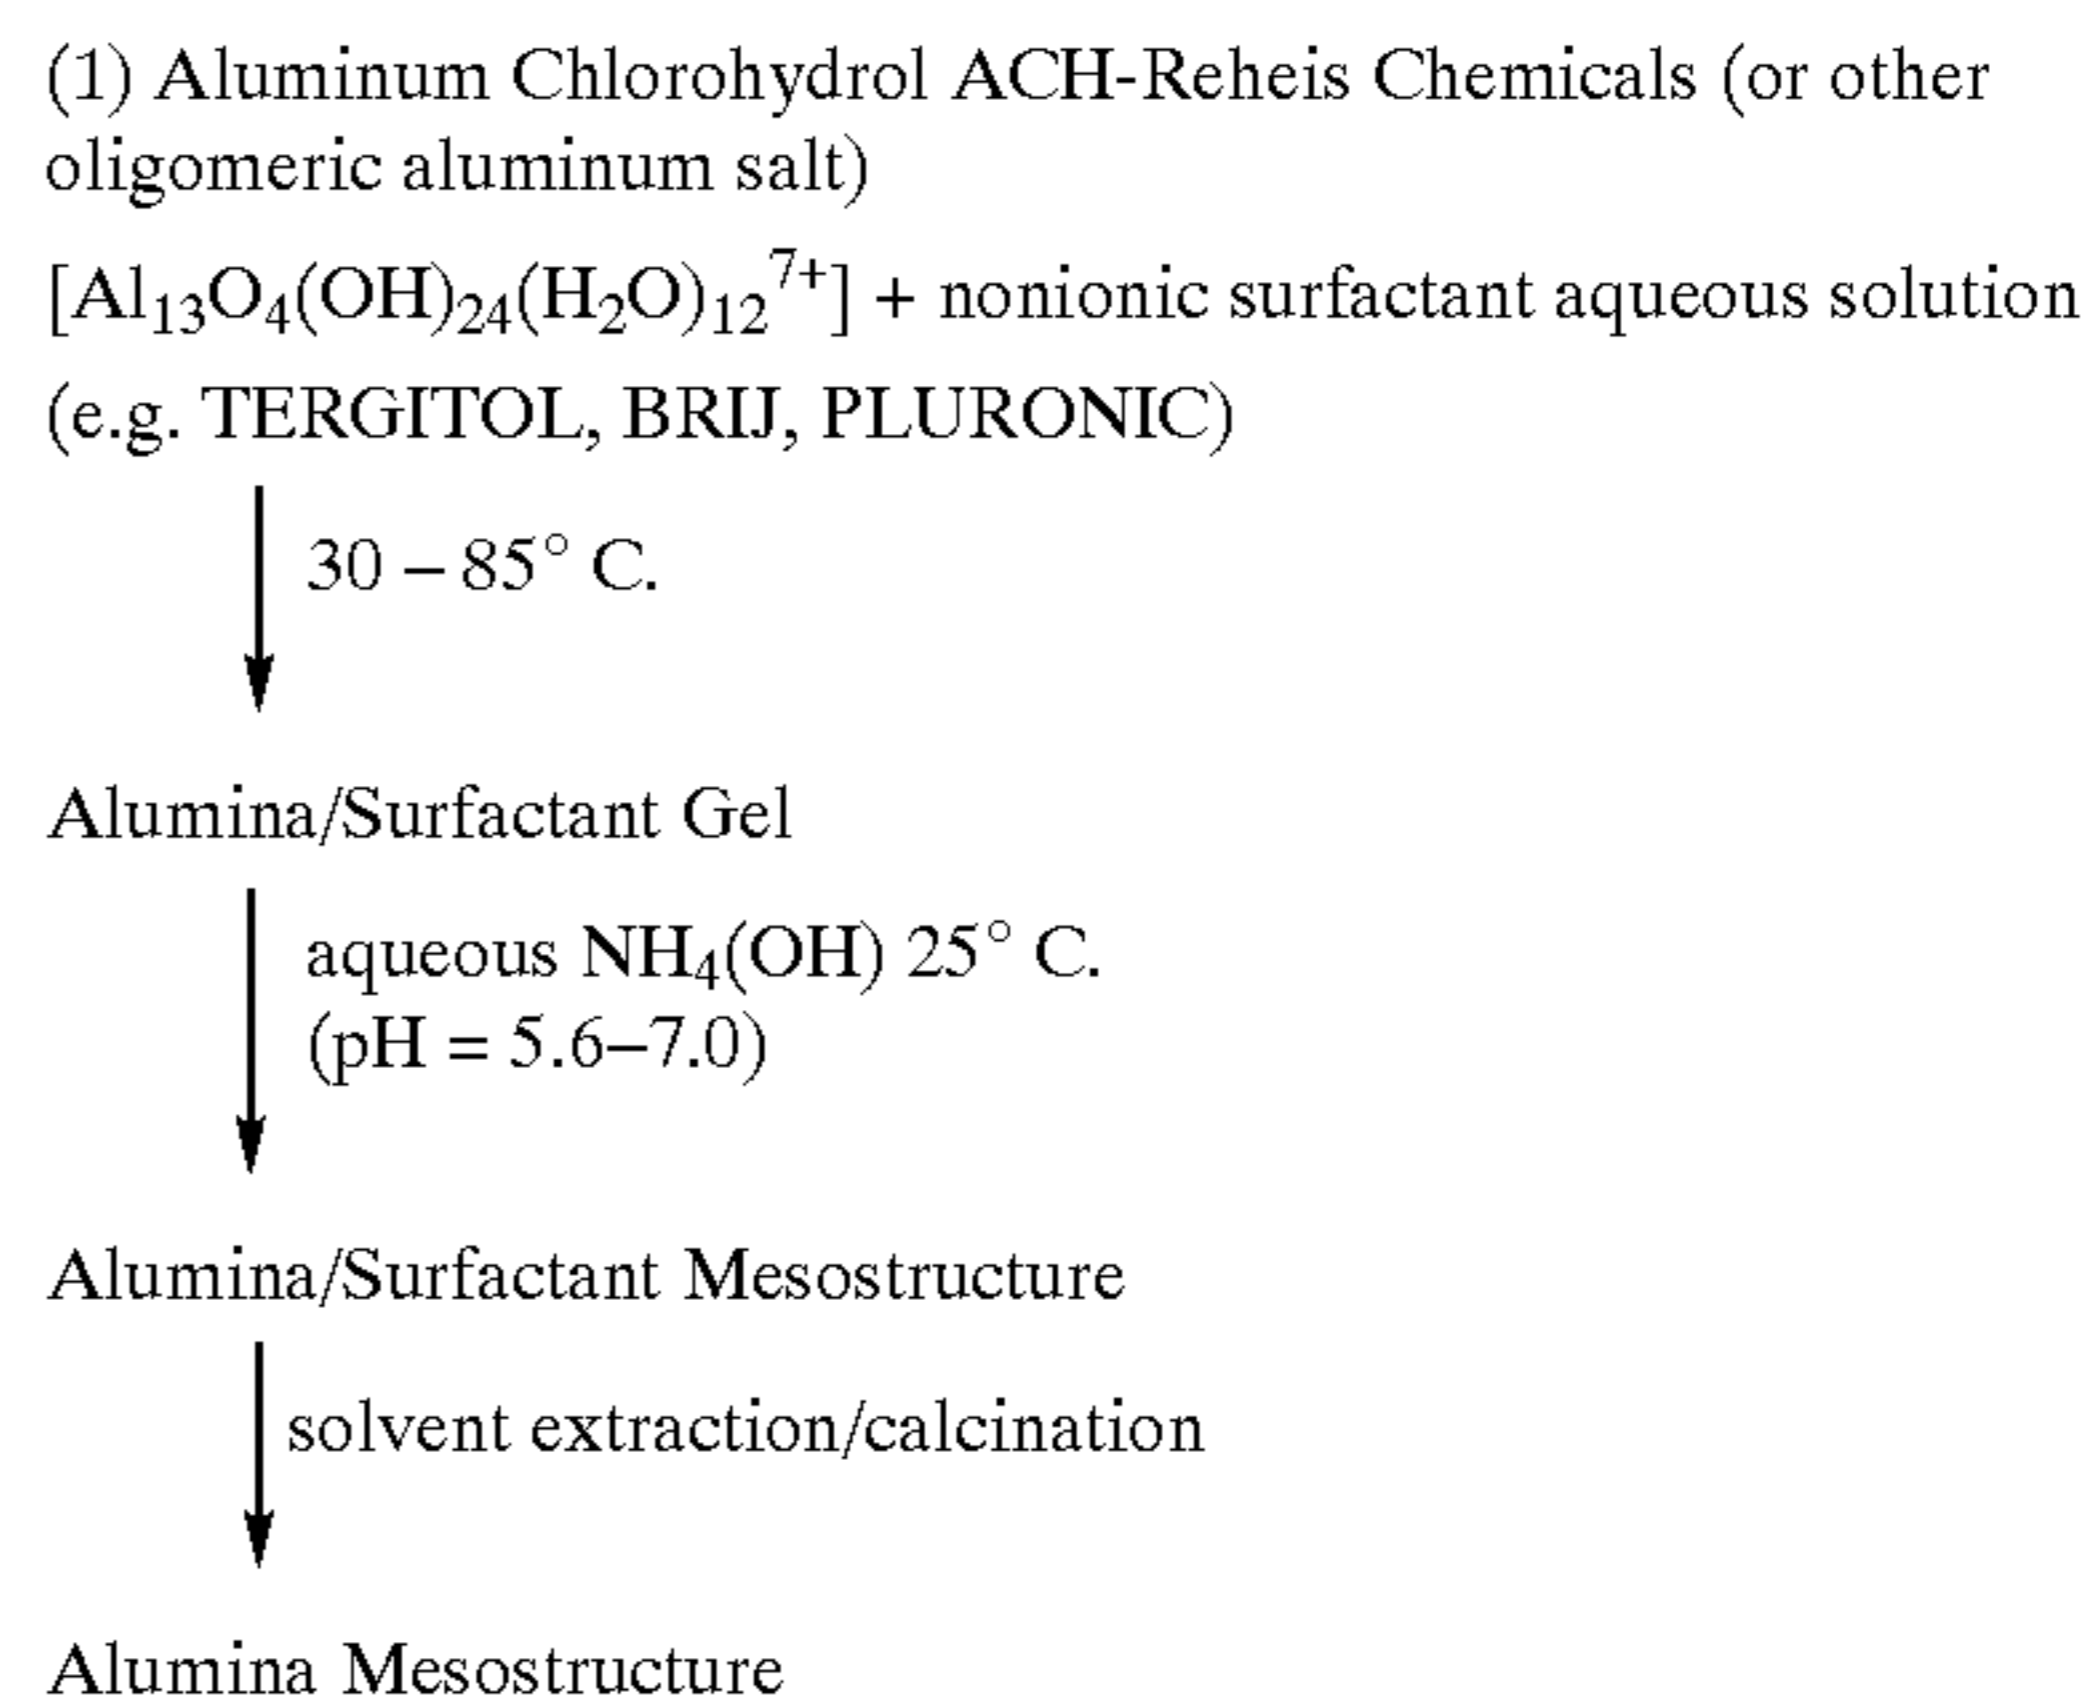 (1) Aluminum Chlorohydrol ACH-Reheis Chemicals (or other
oligomeric aluminum salt)
[Al₁₃O₄(OH)₂₄(H₂O)₁₂⁷⁺] + nonionic surfactant aqueous solution
(e.g. TERGITOL, BRIJ, PLURONIC)
30 – 85° C.
Alumina/Surfactant Gel
aqueous NH₄(OH) 25° C.
(pH = 5.6–7.0)
Alumina/Surfactant Mesostructure
solvent extraction/calcination
Alumina Mesostructure